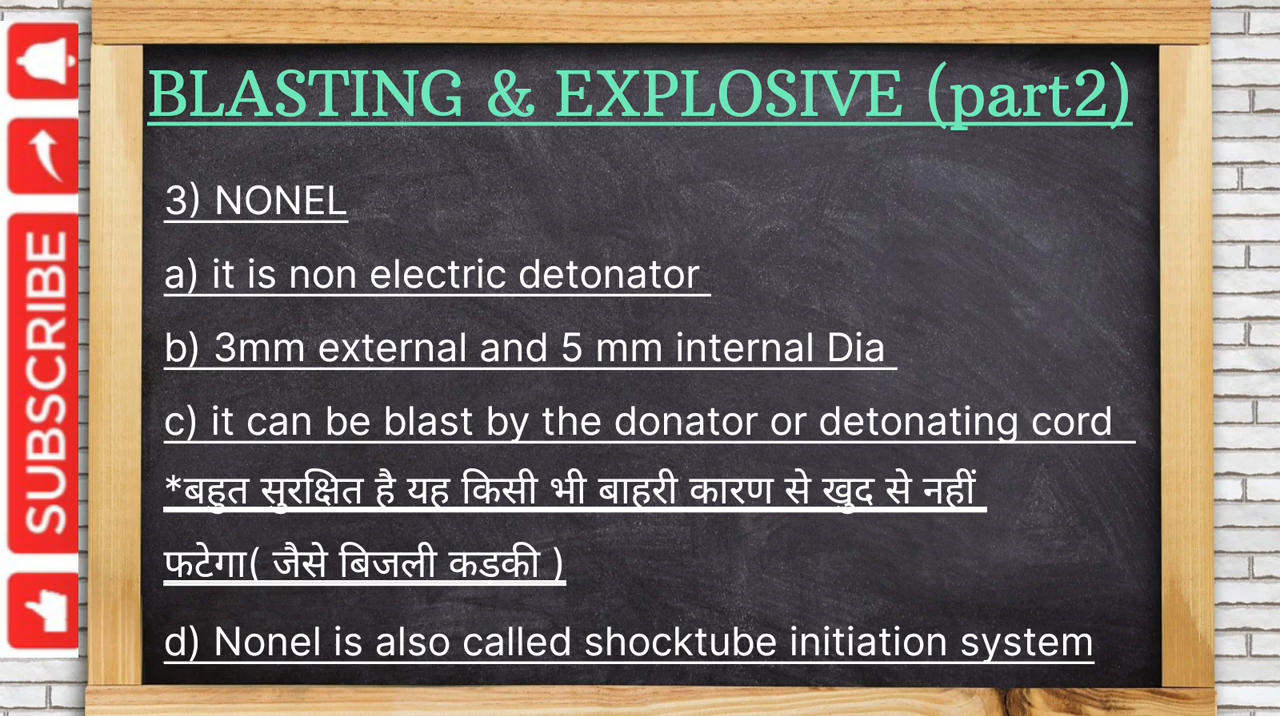 BLASTING & EXPLOSIVE (part2)
3) NONEL
a) it is non electric detonator
b) 3mm external and 5 mm internal Dia
c) it can be blast by the donator or detonating cord
*बहुत सुरक्षित है यह किसी भी बाहरी कारण से खुद से नहीं
फटेगा( जैसे बिजली कडकी )
d) Nonel is also called shocktube initiation system
SUBSCRIBE